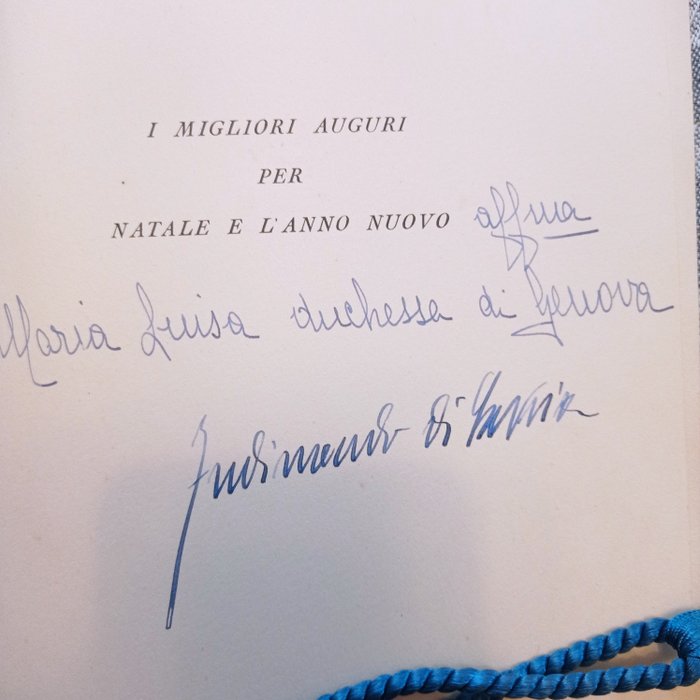 I MIGLIORI AUGURI
PER
NATALE E L'ANNO NUOVO affma
Maria Luisa duchessa di Genova
Ferdinando di Savoia